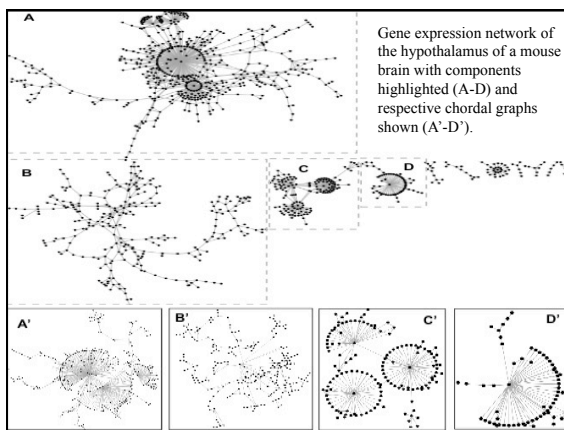 A
Gene expression network of
the hypothalamus of a mouse
brain with components
highlighted (A-D) and
respective chordal graphs
shown (A’-D’).
B
C
D
A’
B’
C’
D’